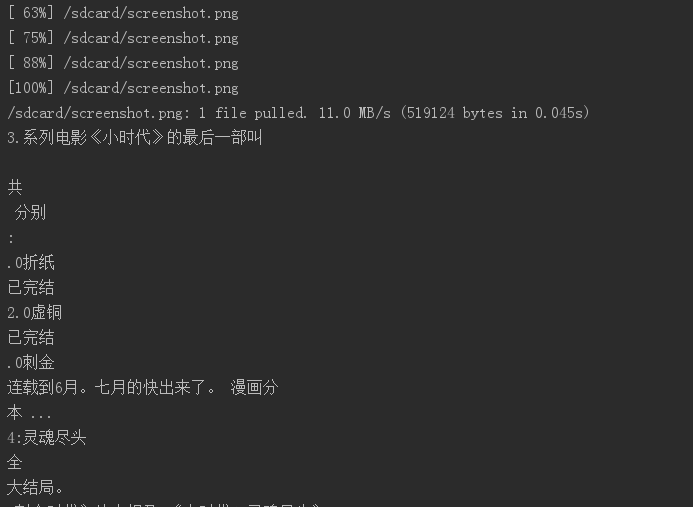 [ 63%] /sdcard/screenshot.png
[ 75%] /sdcard/screenshot.png
[ 88%] /sdcard/screenshot.png
[100%] /sdcard/screenshot.png
/sdcard/screenshot.png: 1 file pulled. 11.0 MB/s (519124 bytes in 0.045s)
3.系列电影《小时代》的最后一部叫
共
分别
:
.0折纸
已完结
2.0虚铜
已完结
.0刺金
连载到6月。七月的快出来了。 漫画分
本 ...
4:灵魂尽头
全
大结局。